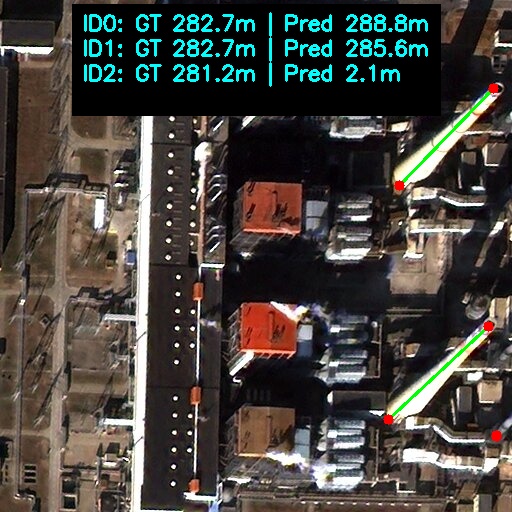 ID0: GT 282.7m | Pred 288.8m
ID1: GT 282.7m | Pred 285.6m
ID2: GT 281.2m | Pred 2.1m